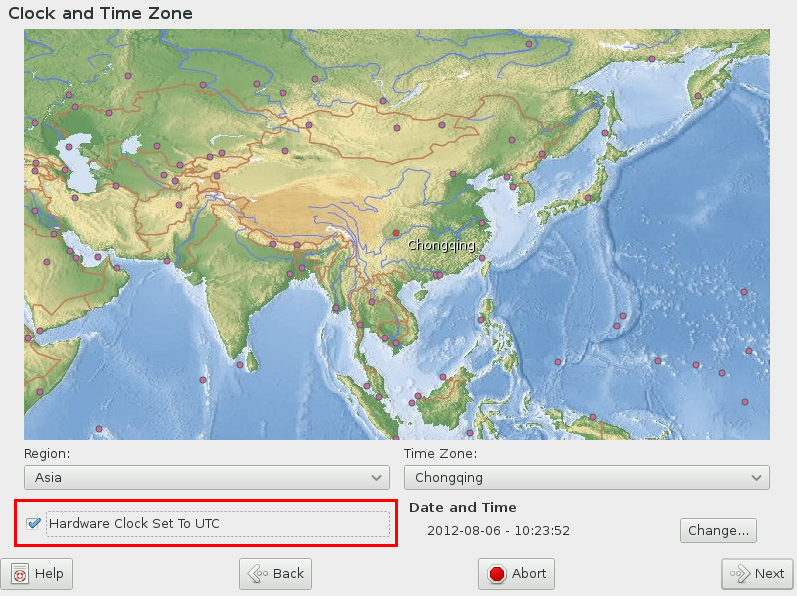 Clock and Time Zone
Chongqing
Region:
Time Zone:
Asia
Chongqing
Hardware Clock Set To UTC
Date and Time
2012-08-06 - 10:23:52
Change...
Help
Back
Abort
Next